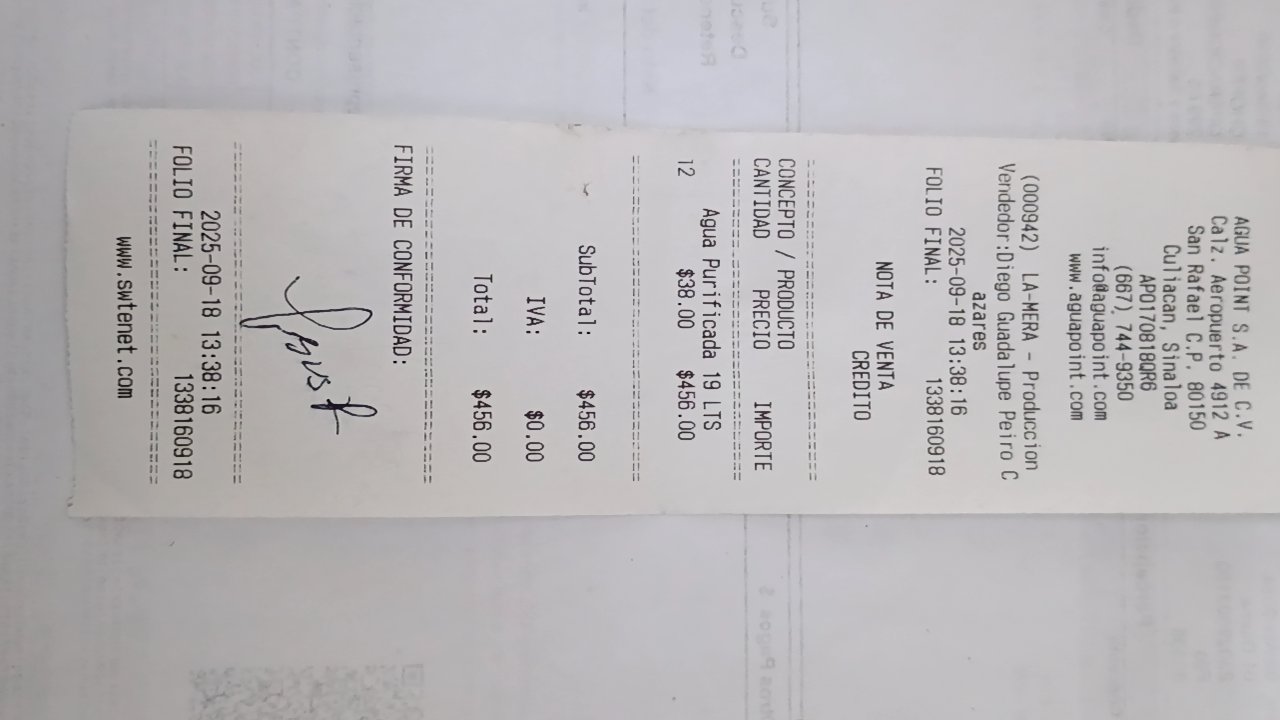 AGUA POINT S.A. DE C.V.
Calz. Aeropuerto 4912 A
San Rafael C.P. 80150
Culiacan, Sinaloa
APO170818QR6
(667) 744-9350
info@aguapoint.com
www.aguapoint.com
(000942) LA-MERA - Produccion
azares
Vendedor:Diego Guadalupe Peiro C
2025-09-18 13:38:16
FOLIO FINAL: 1338160918
NOTA DE VENTA
CREDITO
CONCEPTO / PRODUCTO
CANTIDAD PRECIO IMPORTE
Agua Purificada 19 LTS
12 $38.00 $456.00
SubTotal: $456.00
IVA: $0.00
Total: $456.00
FIRMA DE CONFORMIDAD:
2025-09-18 13:38:16
FOLIO FINAL: 1338160918
www.swtenet.com